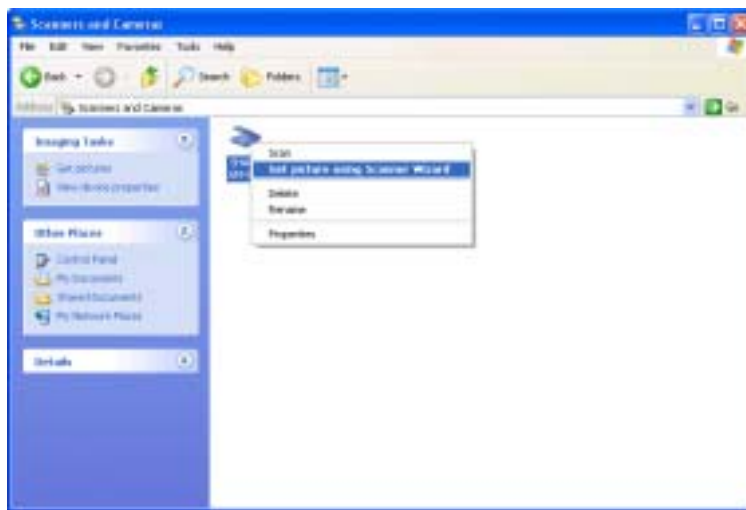 Scanners and Cameras
File Edit View Favorites Tools Help
Back Search Folders
Address Scanners and Cameras Go
Imaging Tasks
Get pictures
View device properties
Scan
Get picture using Scanner Wizard
Delete
Rename
Properties
Other Places
Control Panel
My Documents
Shared Documents
My Network Places
Details